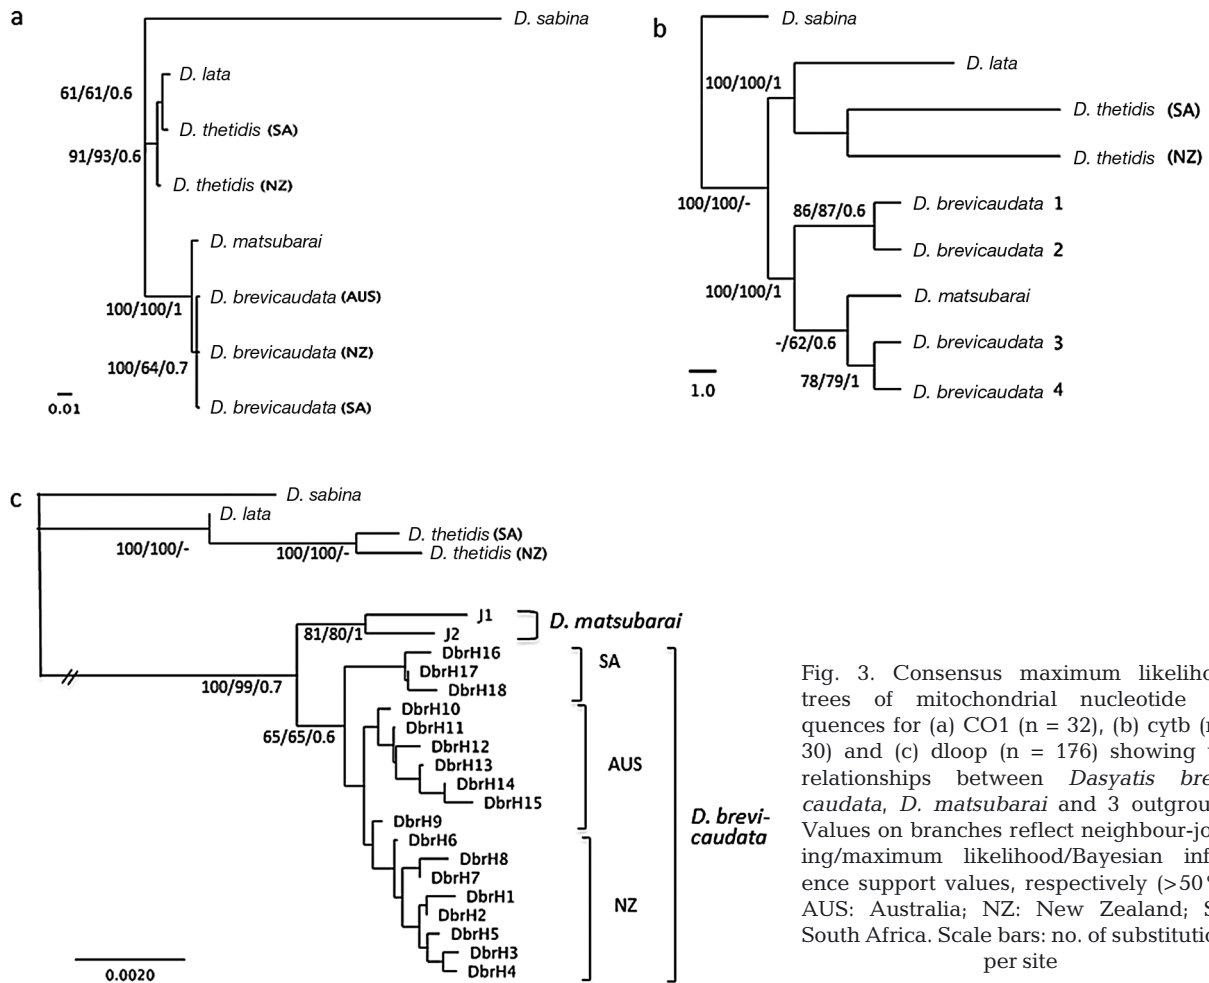 a
D. sabina
D. lata
61/61/0.6
D. thetidis (SA)
91/93/0.6
D. thetidis (NZ)
D. matsubarai
D. brevicaudata (AUS)
100/100/1
D. brevicaudata (NZ)
100/64/0.7
D. brevicaudata (SA)
0.01
b
D. sabina
D. lata
100/100/1
D. thetidis (SA)
D. thetidis (NZ)
100/100/-
86/87/0.6
D. brevicaudata 1
D. brevicaudata 2
100/100/1
D. matsubarai
-/62/0.6
D. brevicaudata 3
78/79/1
D. brevicaudata 4
1.0
c
D. sabina
D. lata
D. thetidis (SA)
100/100/-
100/100/-
D. thetidis (NZ)
J1
81/80/1
J2
D. matsubarai
100/99/0.7
DbrH16
DbrH17
DbrH18
SA
65/65/0.6
DbrH10
DbrH11
DbrH12
DbrH13
DbrH14
DbrH15
AUS
DbrH9
DbrH6
DbrH8
DbrH7
DbrH1
DbrH2
DbrH5
DbrH3
DbrH4
NZ
D. brevi-
caudata
0.0020
Fig. 3. Consensus maximum likeliho
trees of mitochondrial nucleotide
quences for (a) CO1 (n = 32), (b) cytb
30) and (c) dloop (n = 176) showing
relationships between Dasyatis bre
caudata, D. matsubarai and 3 outgrou
Values on branches reflect neighbour-jo
ing/maximum likelihood/Bayesian inf
ence support values, respectively (>50
AUS: Australia; NZ: New Zealand; S
South Africa. Scale bars: no. of substitutio
per site